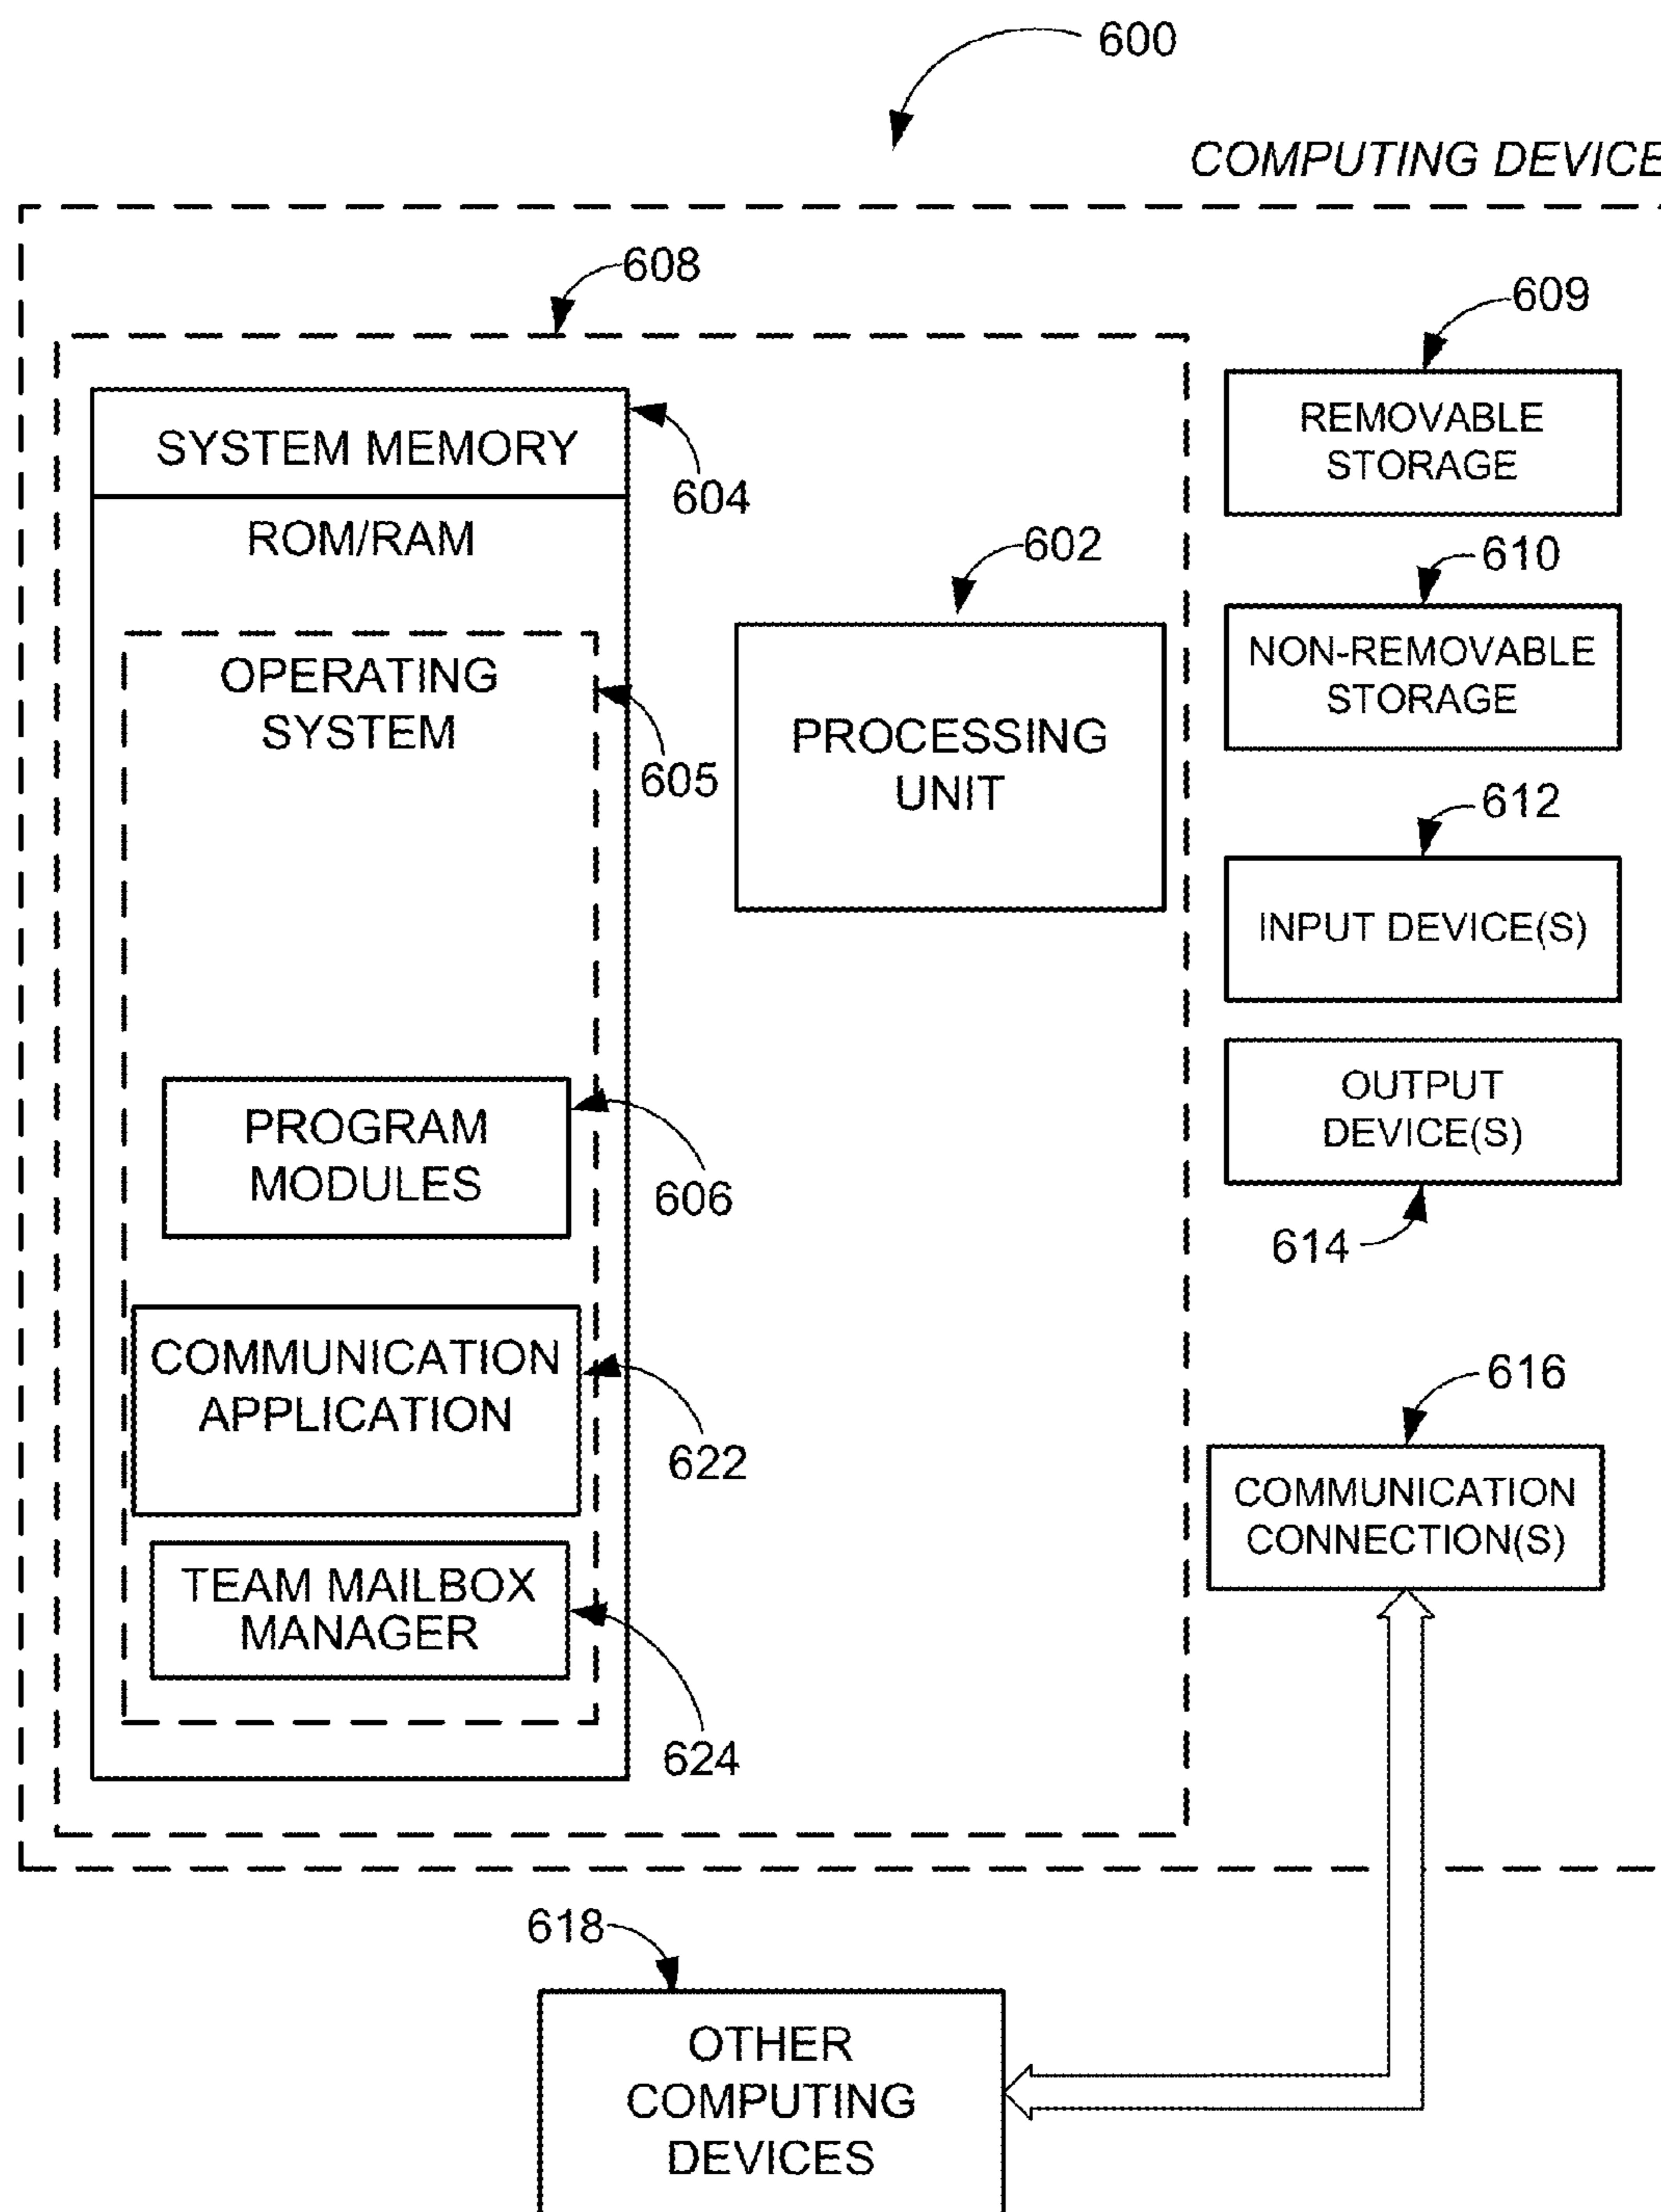 600
COMPUTING DEVICE
608
609
SYSTEM MEMORY
604
ROM/RAM
REMOVABLE
STORAGE
602
610
OPERATING
SYSTEM
605
PROCESSING
UNIT
NON-REMOVABLE
STORAGE
612
INPUT DEVICE(S)
PROGRAM
MODULES
606
OUTPUT
DEVICE(S)
614
COMMUNICATION
APPLICATION
622
616
COMMUNICATION
CONNECTION(S)
TEAM MAILBOX
MANAGER
624
618
OTHER
COMPUTING
DEVICES